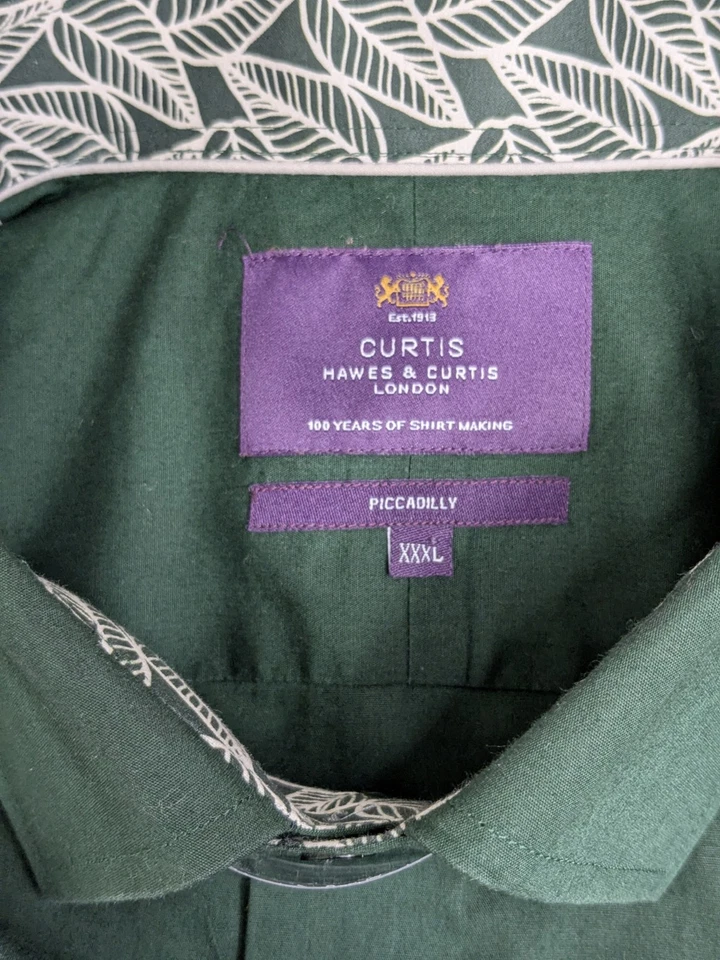 Est.1913
CURTIS
HAWES & CURTIS
LONDON
100 YEARS OF SHIRT MAKING
PICCADILLY
XXXL